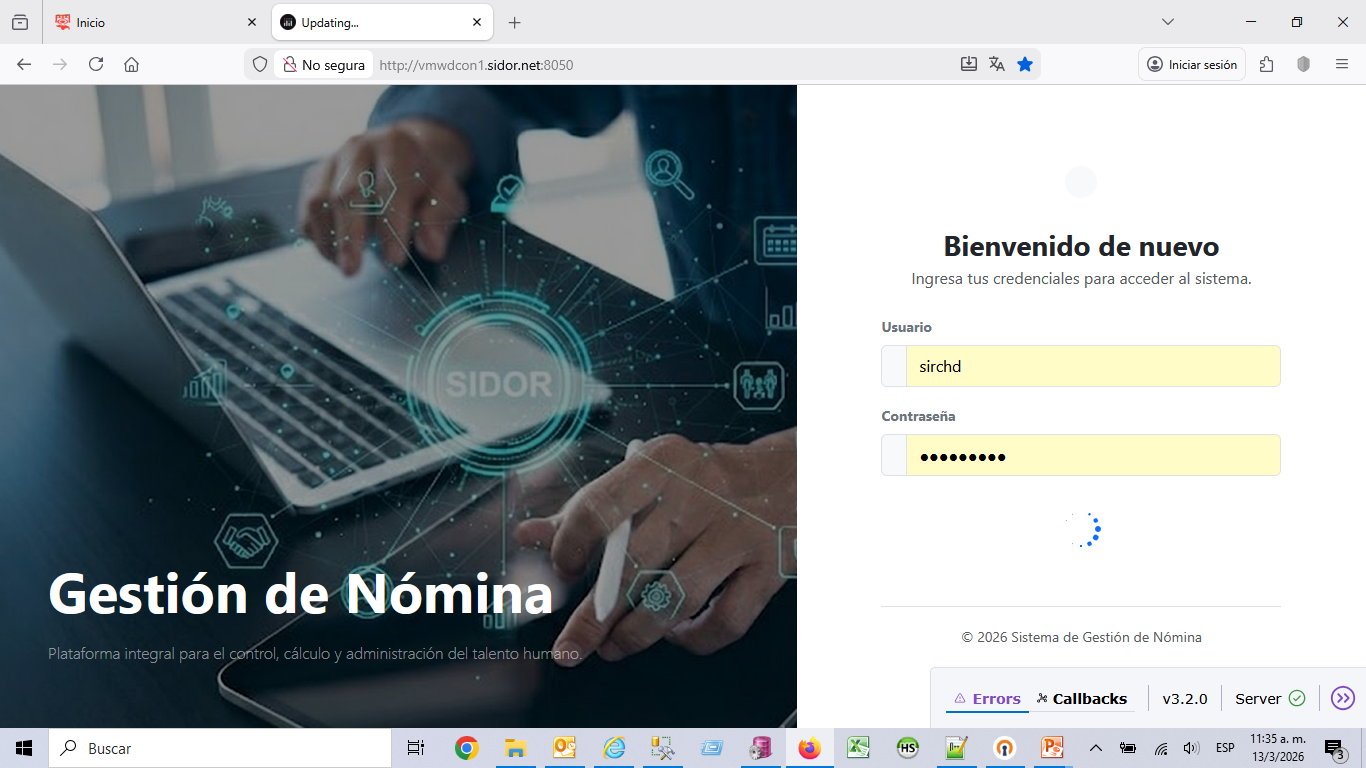 Inicio
Updating...
No segura
http://vmwdcon1.sidor.net:8050
Iniciar sesión
SIDOR
Gestión de Nómina
Plataforma integral para el control, cálculo y administración del talento humano.
Bienvenido de nuevo
Ingresa tus credenciales para acceder al sistema.
Usuario
sirchd
Contraseña
•••••••••
© 2026 Sistema de Gestión de Nómina
Errors
Callbacks
v3.2.0
Server
Buscar
HS
ESP
11:35 a. m.
13/3/2026
3